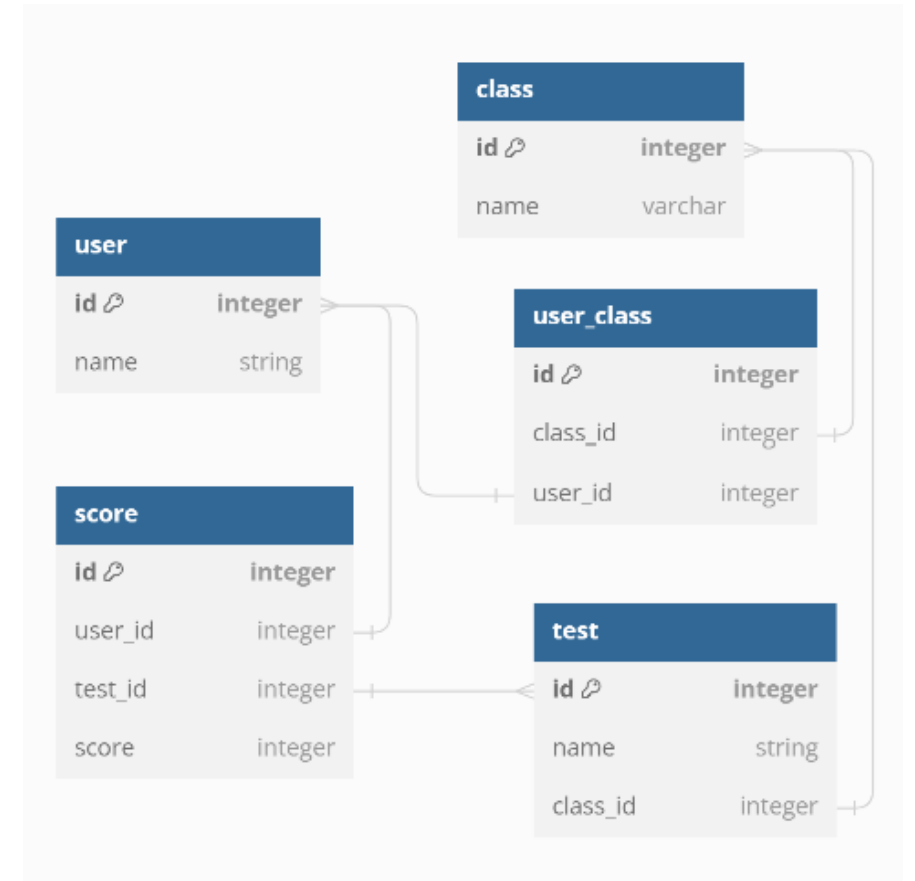 class
id integer
name varchar
user
id integer
name string
user_class
id integer
class_id integer
user_id integer
score
id integer
user_id integer
test_id integer
score integer
test
id integer
name string
class_id integer